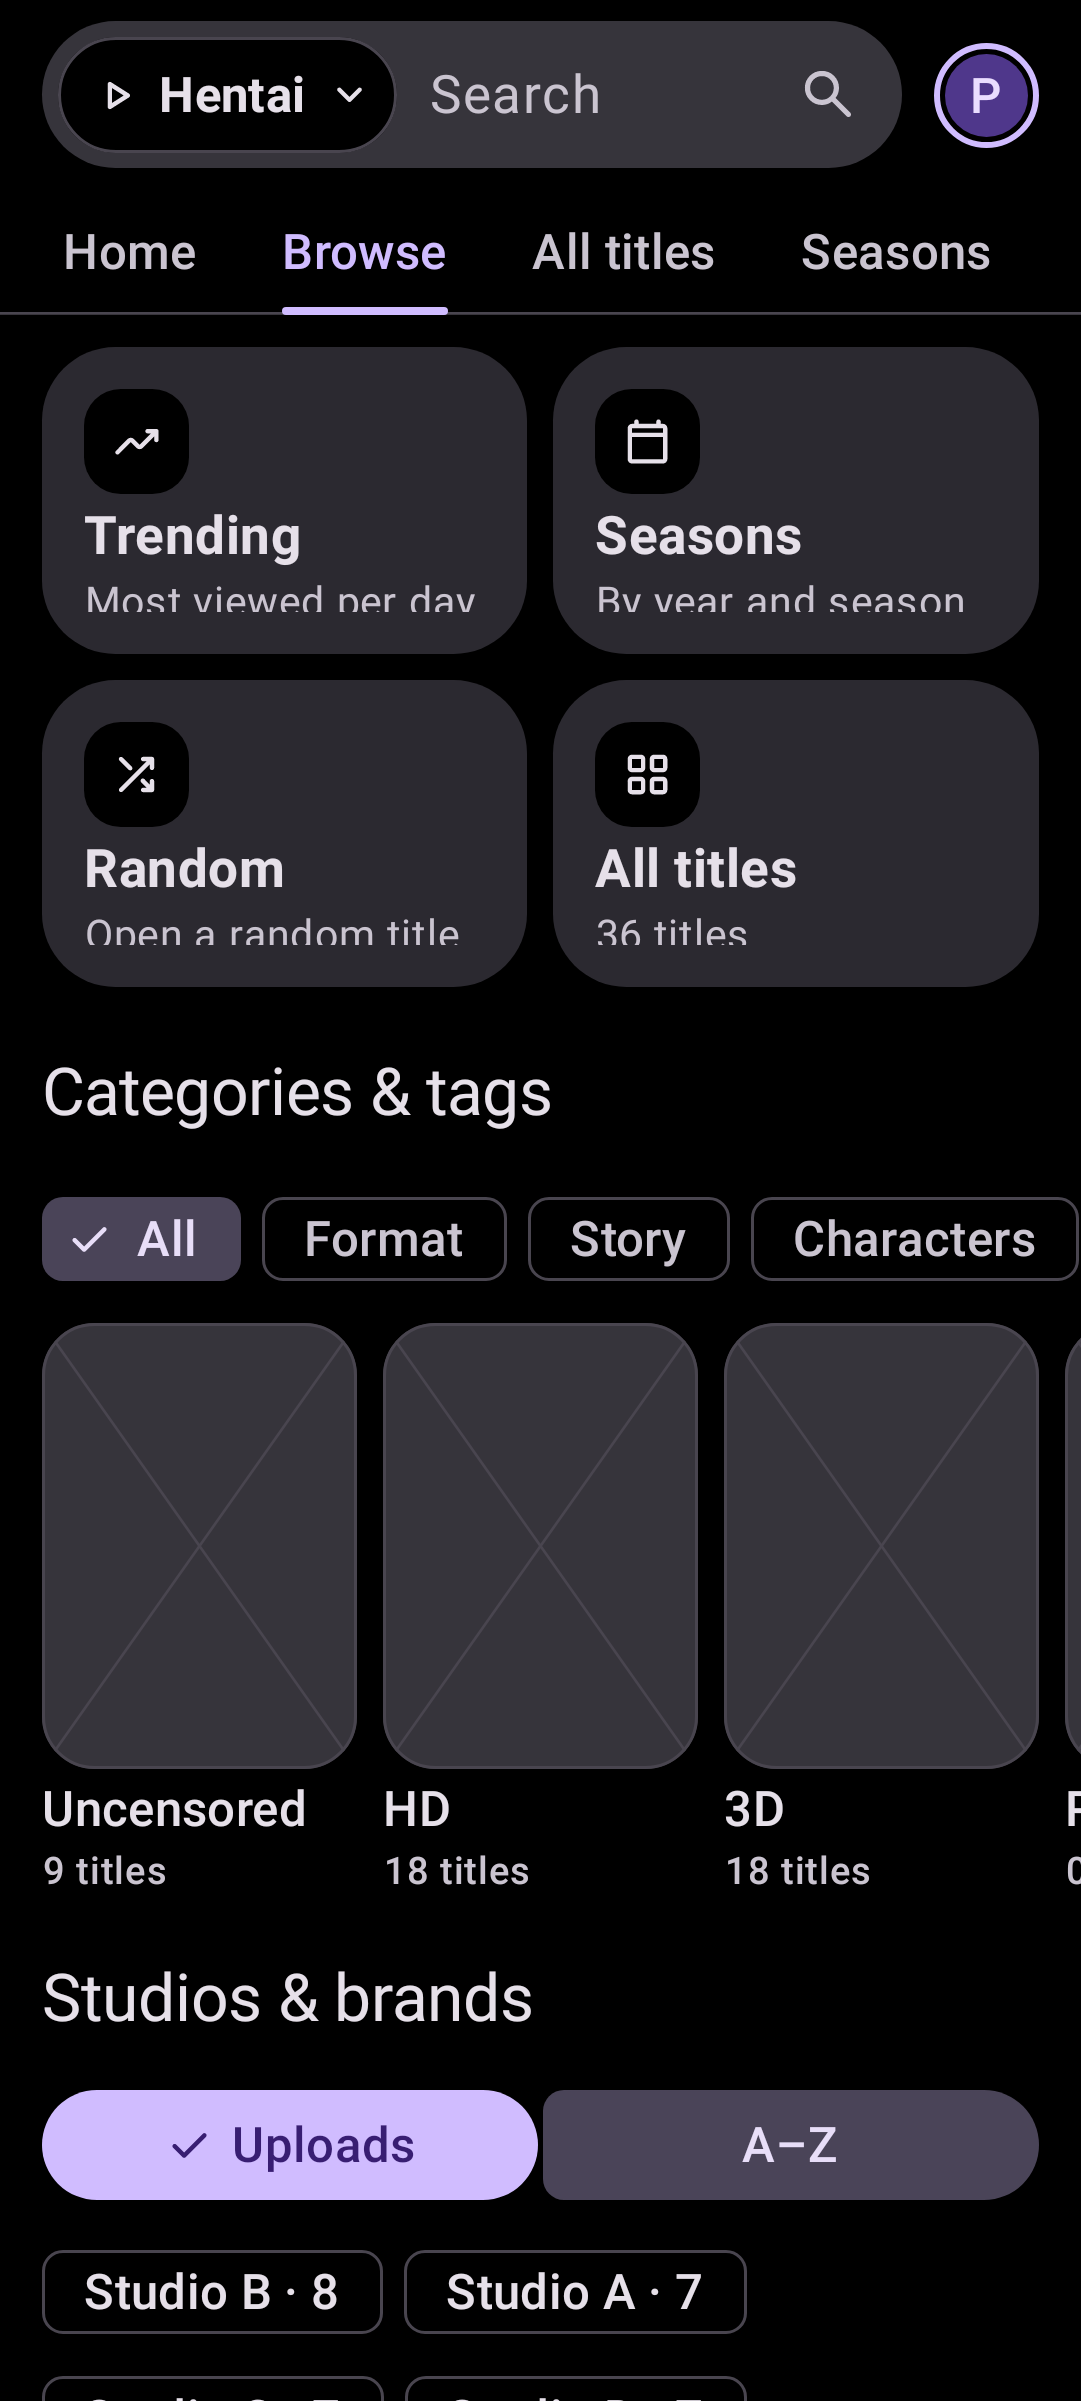 Hentai
Search
P
Home
Browse
All titles
Seasons
Trending
Most viewed per day
Seasons
By year and season
Random
Open a random title
All titles
36 titles
Categories & tags
All
Format
Story
Characters
Uncensored
HD
3D
9 titles
18 titles
18 titles
Studios & brands
Uploads
A–Z
Studio B · 8
Studio A · 7